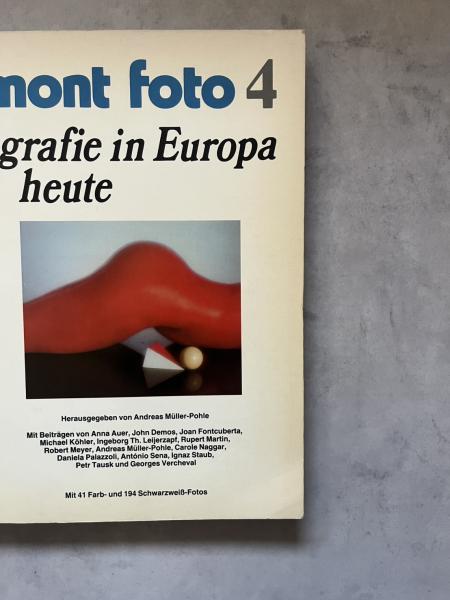 mont foto 4
grafie in Europa
heute
Herausgegeben von Andreas Müller-Pohle
Mit Beiträgen von Anna Auer, John Demos, Joan Fontcuberta,
Michael Köhler, Ingeborg Th. Leijerzapf, Rupert Martin,
Robert Meyer, Andreas Müller-Pohle, Carole Naggar,
Daniela Palazzoli, António Sena, Ignaz Staub,
Petr Tausk und Georges Vercheval
Mit 41 Farb- und 194 Schwarzweiß-Fotos